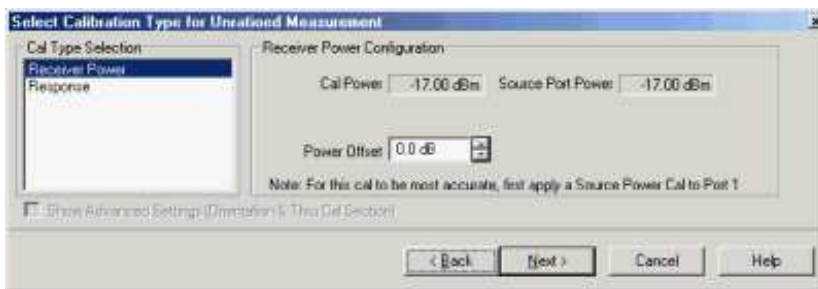 Select Calibration Type for Unratioed Measurement
Cal Type Selection
Receiver Power
Response
Receiver Power Configuration
Cal Power -17.00 dBm Source Port Power -17.00 dBm
Power Offset 0.0 dB
Note: For this cal to be most accurate, first apply a Source Power Cal to Port 1
Show Advanced Settings (Orientation & Thru Cal Section)
< Back Next > Cancel Help